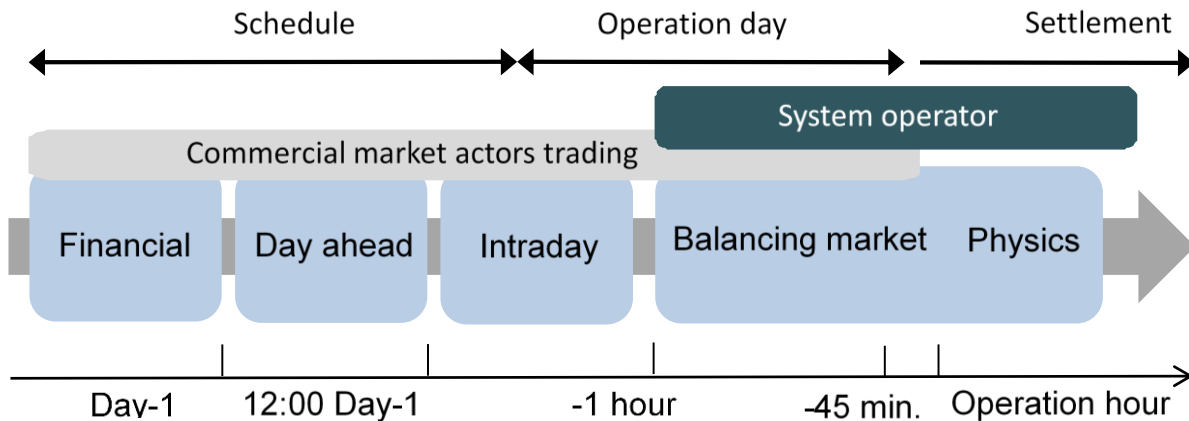 Schedule Operation day Settlement
System operator
Commercial market actors trading
Financial Day ahead Intraday Balancing market Physics
Day-1 12:00 Day-1 -1 hour -45 min. Operation hour